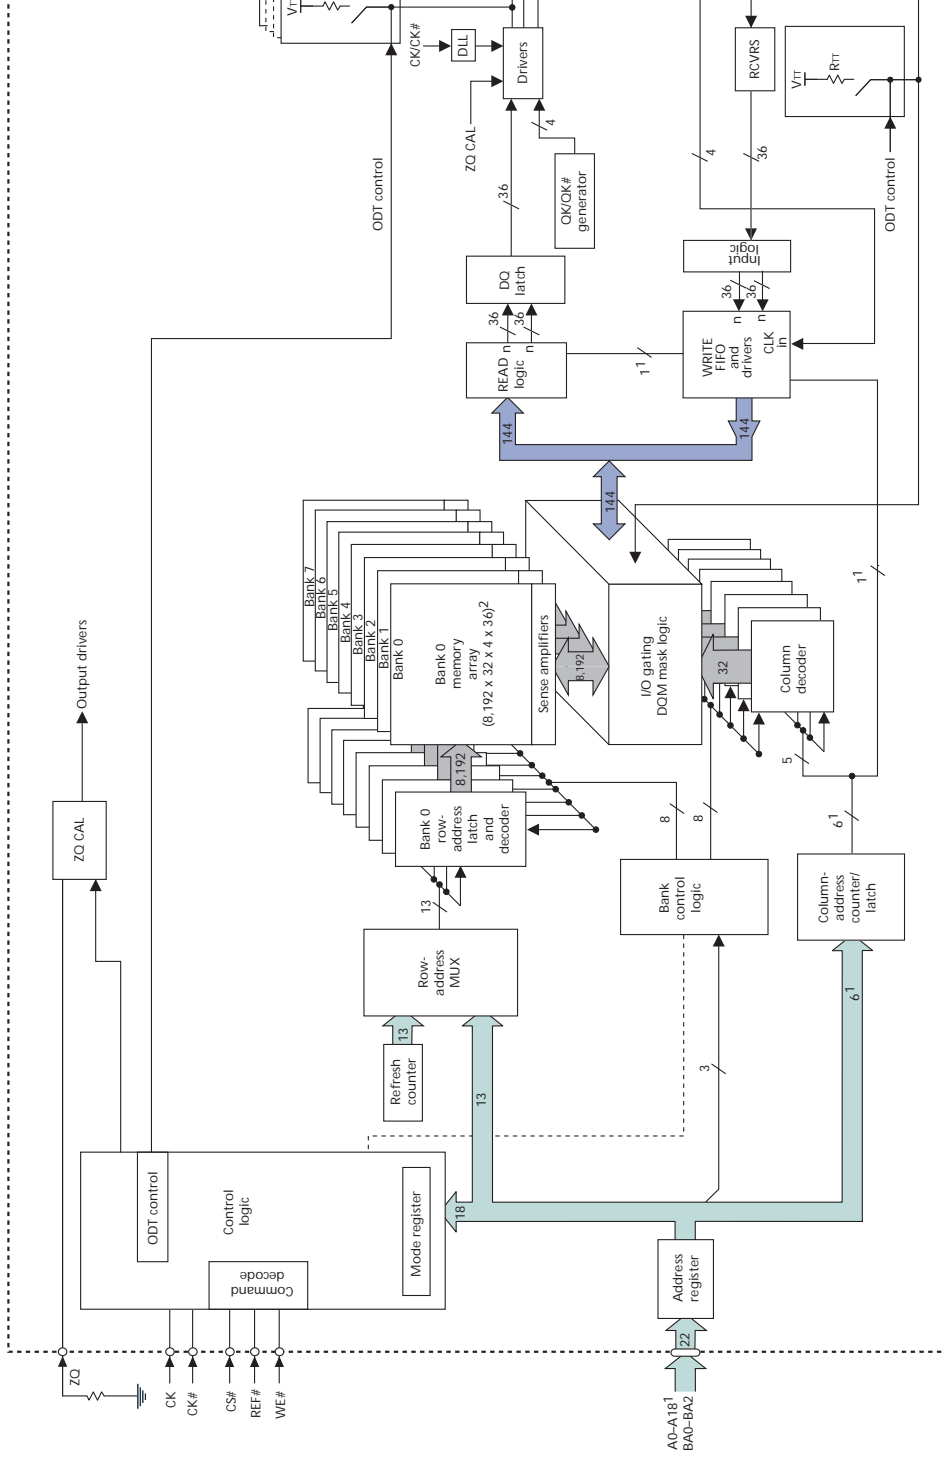 ZQ
CK
CK#
CS#
REF#
WE#
A0–A18¹
BA0–BA2
22
Command
decode
ODT control
Control
logic
Mode register
18
Address
register
ZQ CAL
Output drivers
Refresh
counter
13
13
Row-
address
MUX
13
3
6¹
Bank
control
logic
8
8
Column-
address
counter/
latch
6¹
5
Bank 0
row-
address
latch
and
decoder
8,192
Bank 7
Bank 6
Bank 5
Bank 4
Bank 3
Bank 2
Bank 1
Bank 0
Bank 0
memory
array
(8,192 x 32 x 4 x 36)²
Sense amplifiers
8,192
I/O gating
DQM mask logic
32
Column
decoder
1¹
144
144
144
READ
logic
n
n
36
36
DQ
latch
36
1¹
WRITE
FIFO
and
drivers
CLK
in
n
n
36
36
Input
logic
36
4
RCVRS
QK/QK#
generator
4
ZQ CAL
CK/CK#
DLL
Drivers
ODT control
VTT
VTT
RTT
ODT control